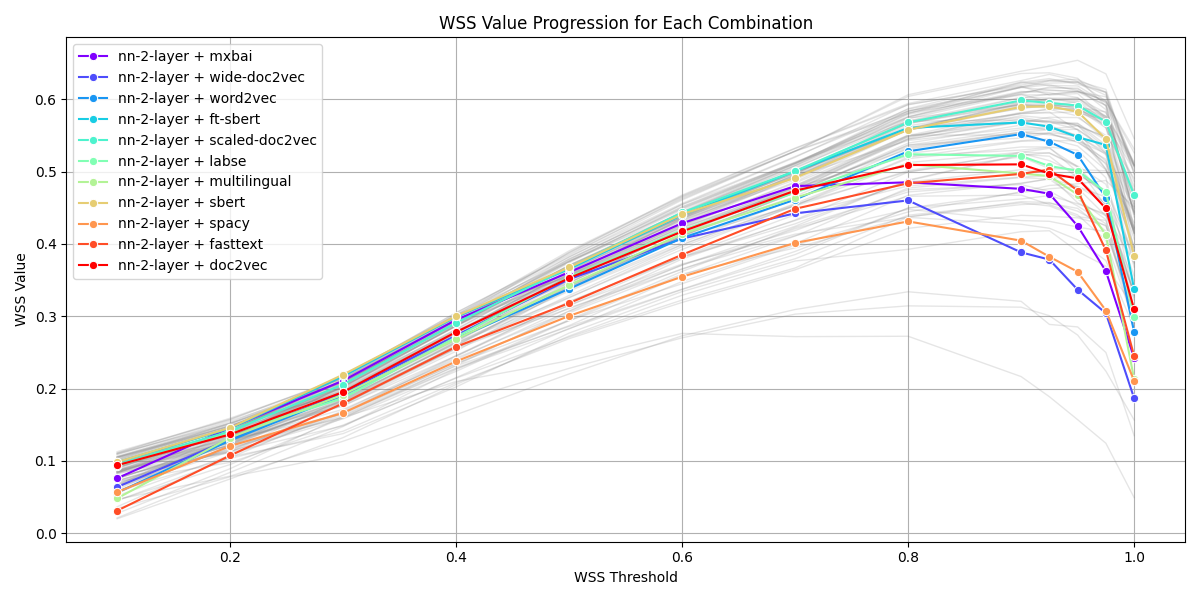 WSS Value Progression for Each Combination
nn-2-layer + mxbai
nn-2-layer + wide-doc2vec
nn-2-layer + word2vec
nn-2-layer + ft-sbert
nn-2-layer + scaled-doc2vec
nn-2-layer + labse
nn-2-layer + multilingual
nn-2-layer + sbert
nn-2-layer + spacy
nn-2-layer + fasttext
nn-2-layer + doc2vec
WSS Value
0.6
0.5
0.4
0.3
0.2
0.1
0.0
0.2 0.4 0.6 0.8 1.0
WSS Threshold